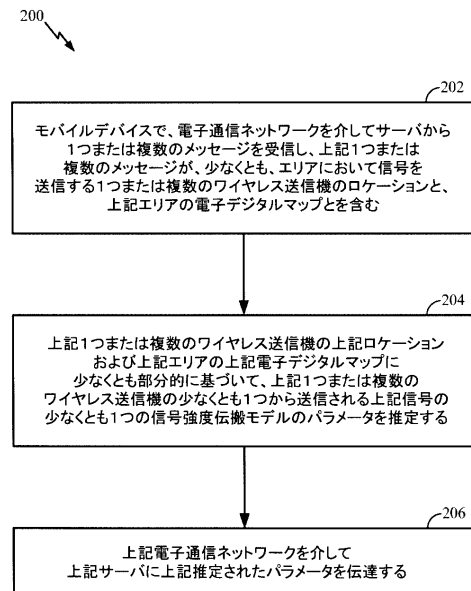 200
202
モバイルデバイスで、電子通信ネットワークを介してサーバから
1つまたは複数のメッセージを受信し、上記1つまたは
複数のメッセージが、少なくとも、エリアにおいて信号を
送信する1つまたは複数のワイヤレス送信機のロケーションと、
上記エリアの電子デジタルマップとを含む
204
上記1つまたは複数のワイヤレス送信機の上記ロケーション
および上記エリアの上記電子デジタルマップに
少なくとも部分的に基づいて、上記1つまたは複数の
ワイヤレス送信機の少なくとも1つから送信される上記信号の
少なくとも1つの信号強度伝搬モデルのパラメータを推定する
206
上記電子通信ネットワークを介して
上記サーバに上記推定されたパラメータを伝達する